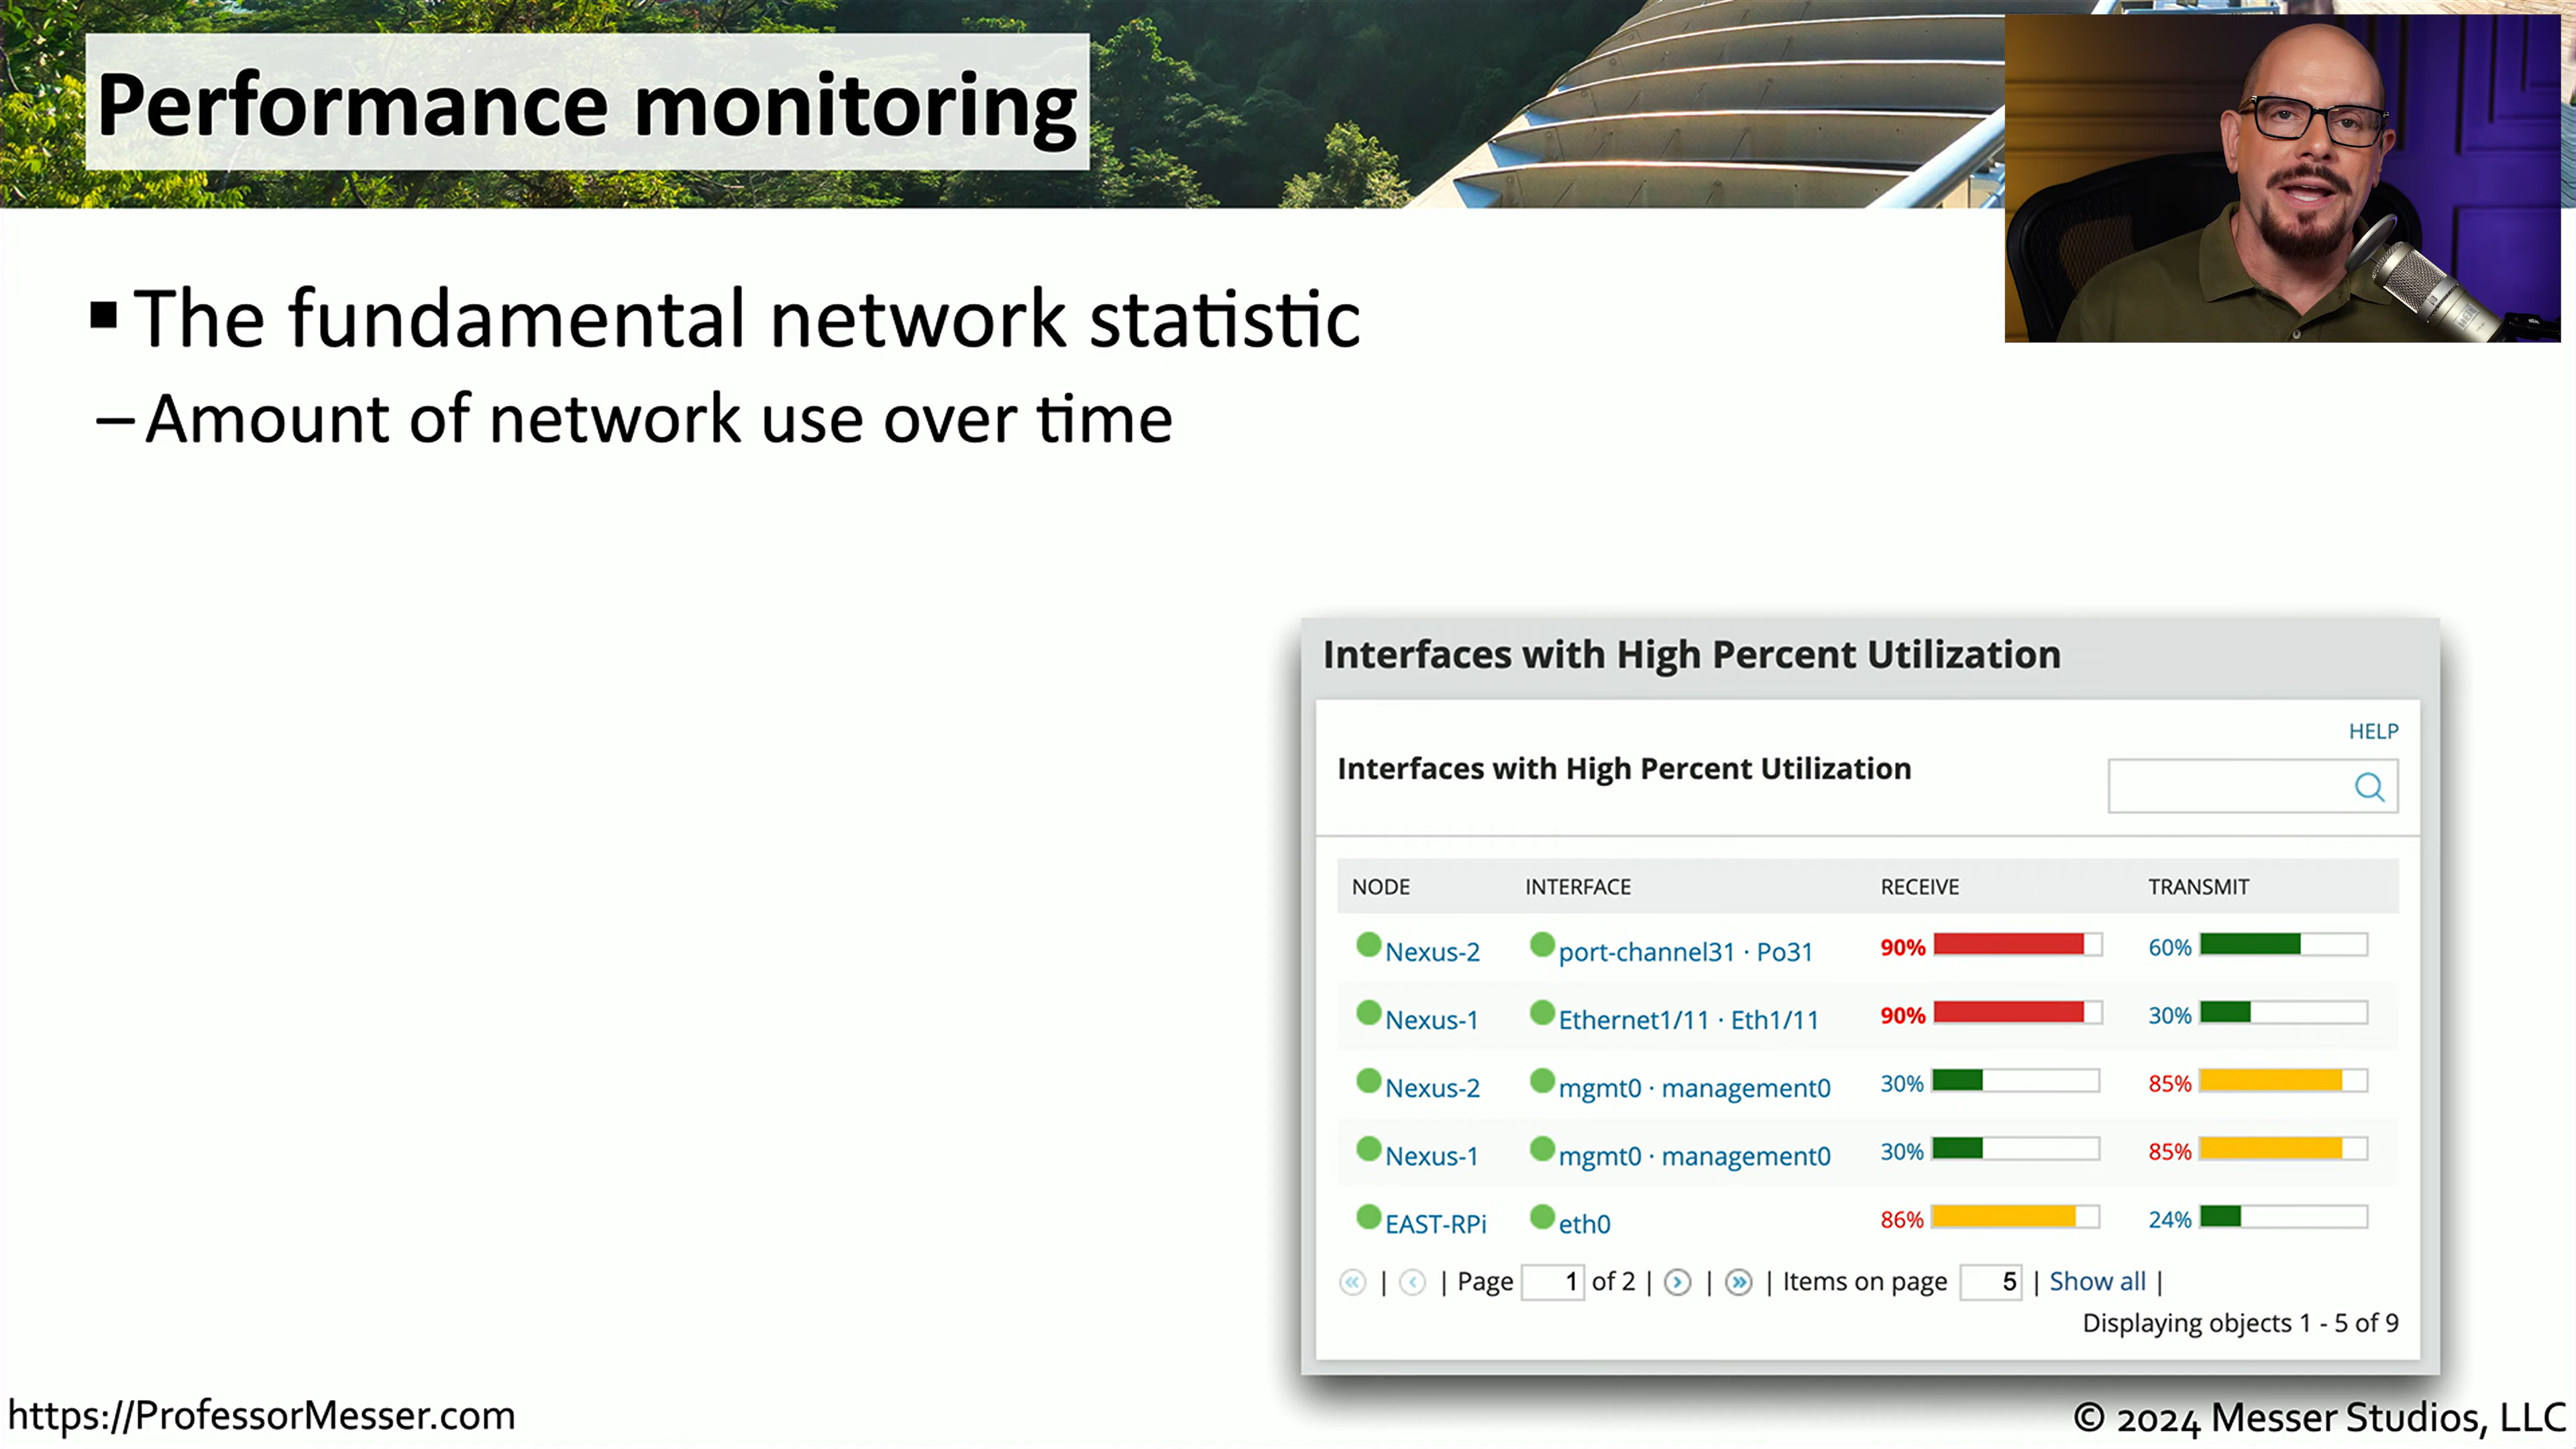 Performance monitoring
▪ The fundamental network statistic
– Amount of network use over time
Interfaces with High Percent Utilization
HELP
Interfaces with High Percent Utilization
NODE INTERFACE RECEIVE TRANSMIT
Nexus-2 port-channel31 · Po31 90% 60%
Nexus-1 Ethernet1/11 · Eth1/11 90% 30%
Nexus-2 mgmt0 · management0 30% 85%
Nexus-1 mgmt0 · management0 30% 85%
EAST-RPi eth0 86% 24%
« | ‹ | Page 1 of 2 | › | » | Items on page 5 | Show all |
Displaying objects 1 - 5 of 9
https://ProfessorMesser.com
© 2024 Messer Studios, LLC